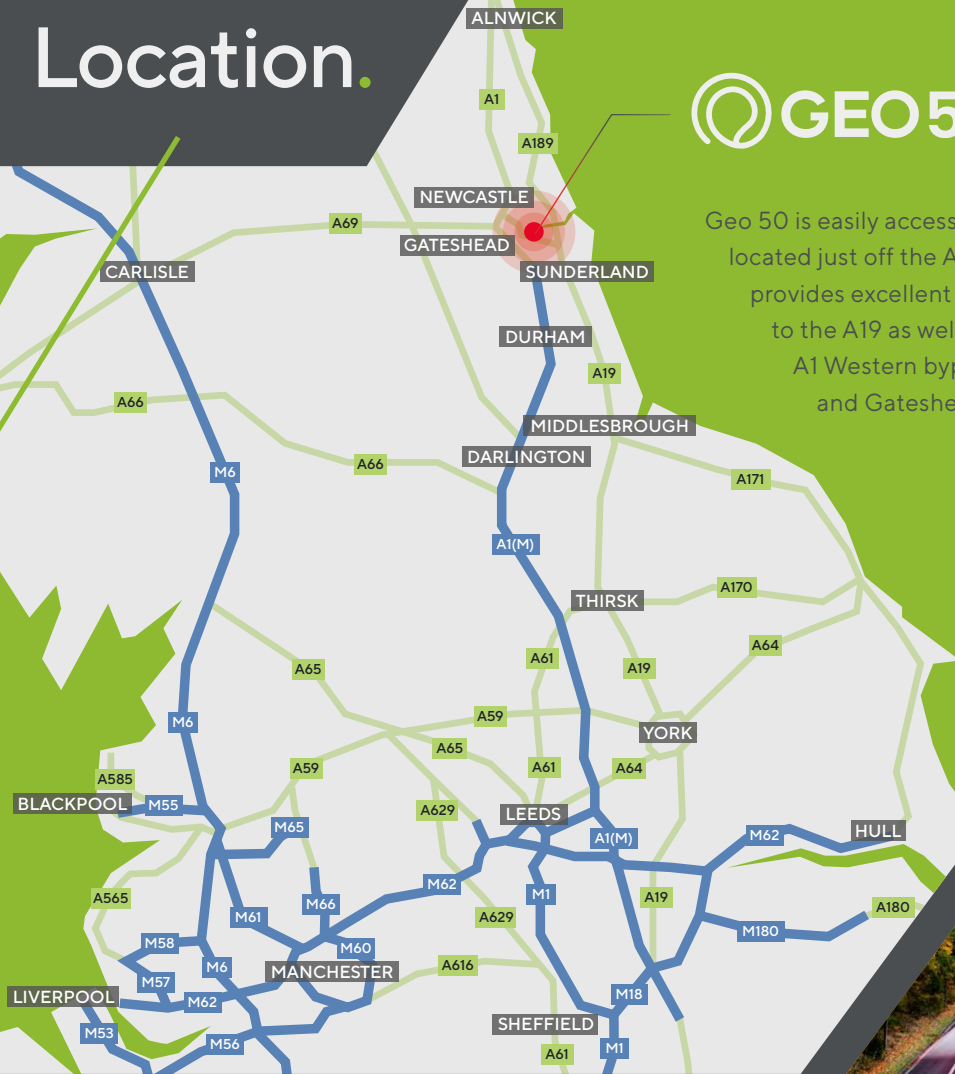 Location.
ALNWICK
A1
A189
GEO 5
NEWCASTLE
A69
GATESHEAD
Geo 50 is easily access
located just off the A
provides excellent
to the A19 as wel
A1 Western byp
and Gateshe
CARLISLE
SUNDERLAND
DURHAM
A19
A66
MIDDLESBROUGH
DARLINGTON
A66
M6
A171
A1(M)
A170
THIRSK
A61
A19
A64
A65
A59
M6
YORK
A65
A59
A61
A64
A585
BLACKPOOL
M55
A629
LEEDS
M65
A1(M)
M62
HULL
M62
A565
M66
M1
A19
A180
M61
A629
M180
M58
M60
M6
A616
MANCHESTER
M57
LIVERPOOL
M62
M18
SHEFFIELD
M53
M56
M1
A61